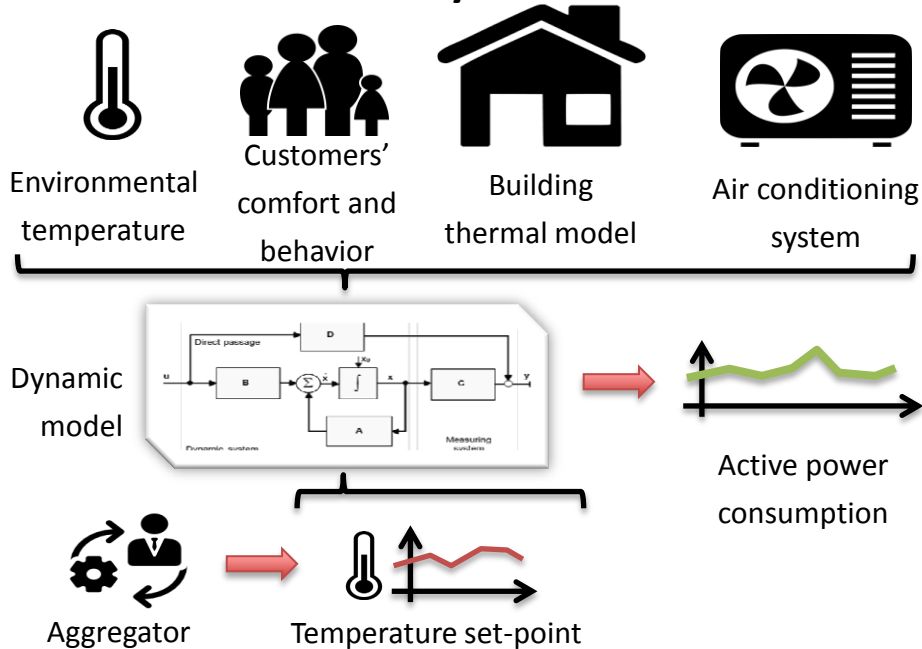 Environmental
temperature
Customers’
comfort and
behavior
Building
thermal model
Air conditioning
system
Dynamic
model
Direct passage
D
u
B
Σ
ẋ
x₀
∫
x
C
y
A
Dynamic system
Measuring
system
Active power
consumption
Aggregator
Temperature set-point